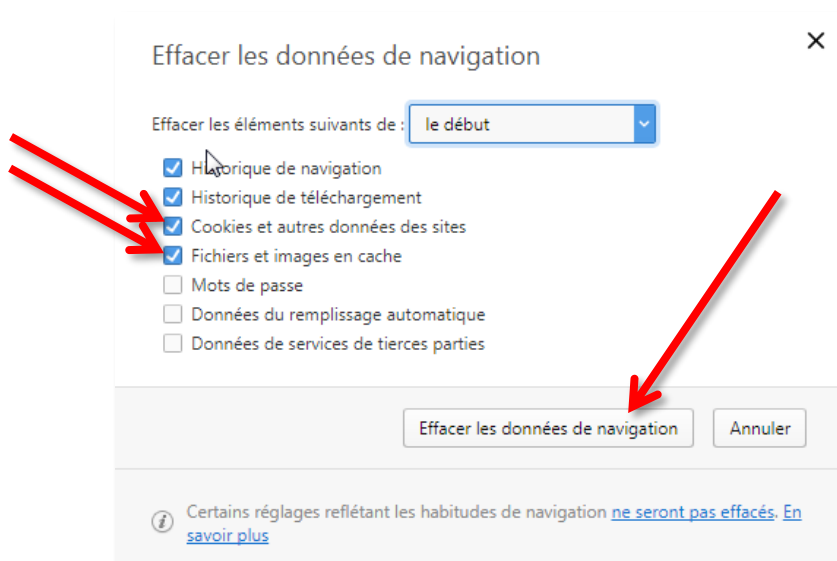 Effacer les données de navigation
Effacer les éléments suivants de : le début
Historique de navigation
Historique de téléchargement
Cookies et autres données des sites
Fichiers et images en cache
Mots de passe
Données du remplissage automatique
Données de services de tierces parties
Effacer les données de navigation Annuler
Certains réglages reflétant les habitudes de navigation ne seront pas effacés. En
savoir plus